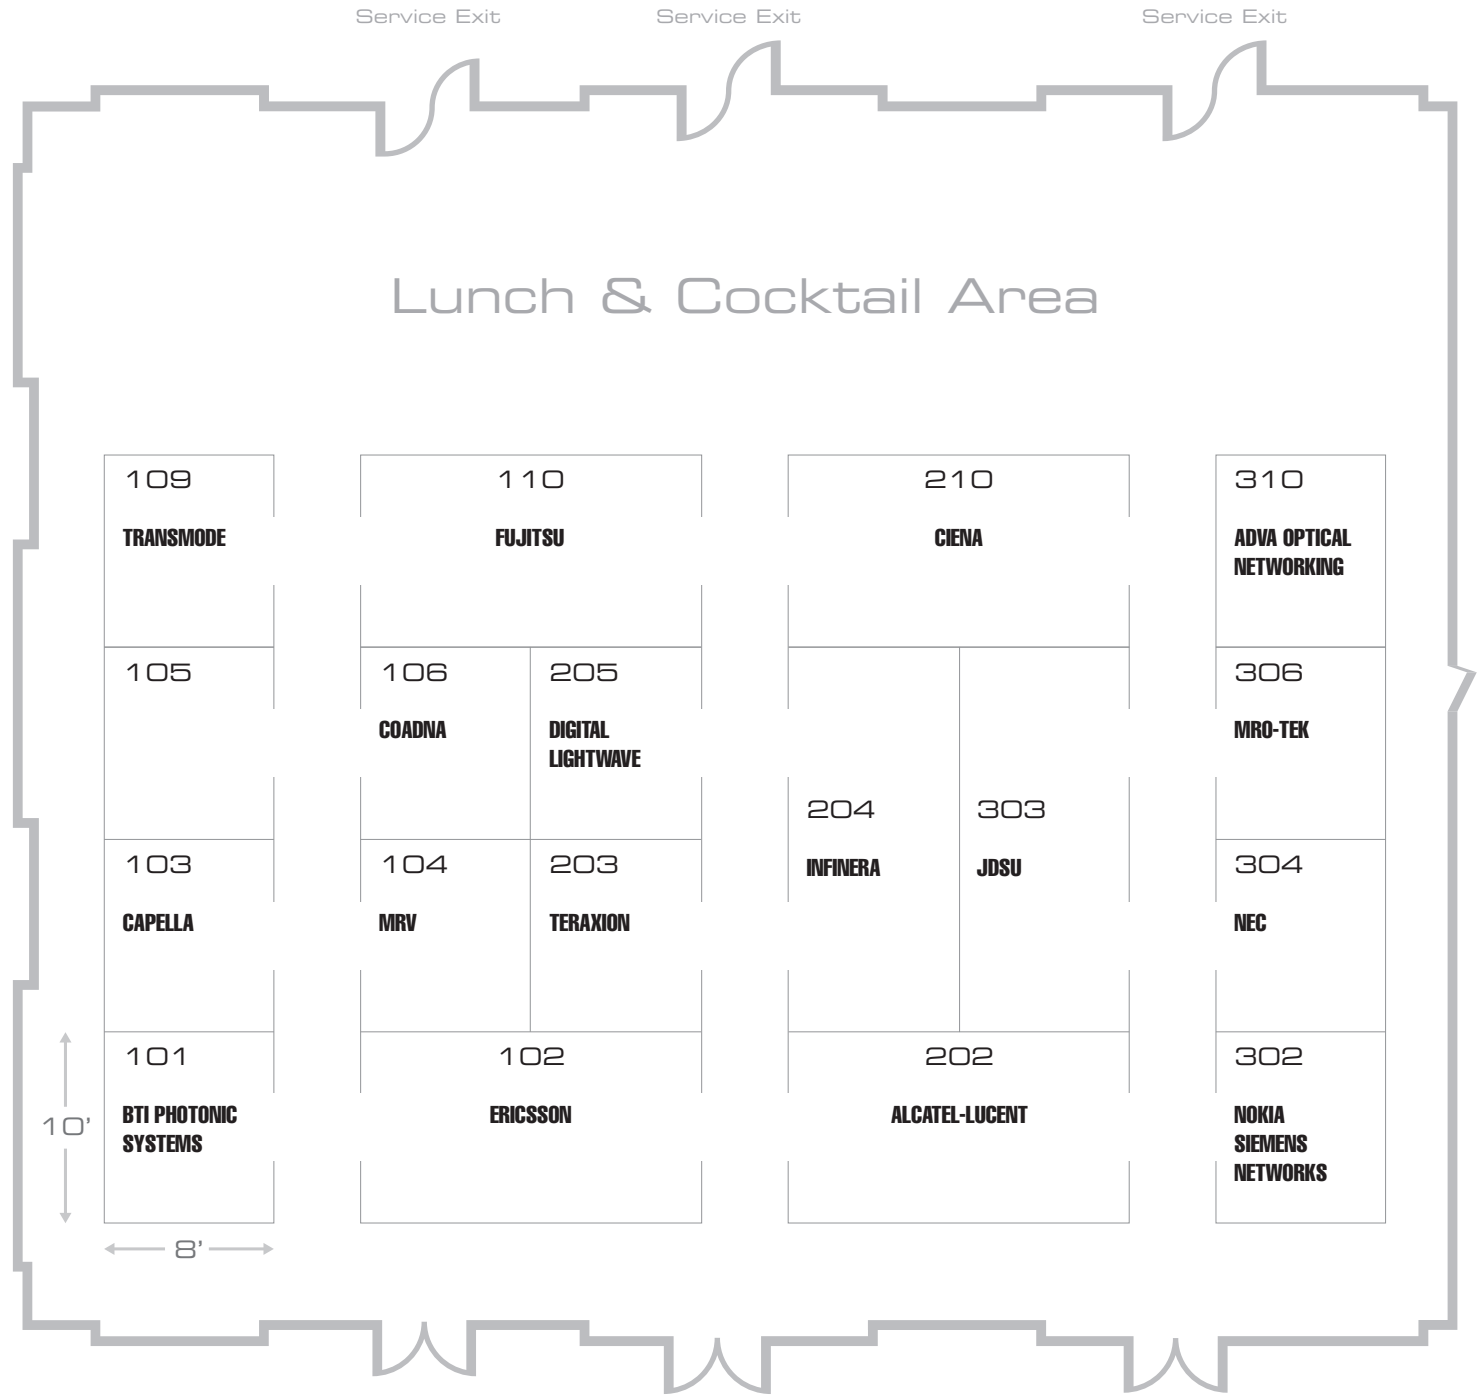 Service Exit
Service Exit
Service Exit
Lunch & Cocktail Area
109
TRANSMODE
110
FUJITSU
210
CIENA
310
ADVA OPTICAL
NETWORKING
105
106
COADNA
205
DIGITAL
LIGHTWAVE
204
INFINERA
303
JDSU
306
MRO-TEK
103
CAPELLA
104
MRV
203
TERAXION
304
NEC
101
BTI PHOTONIC
SYSTEMS
102
ERICSSON
202
ALCATEL-LUCENT
302
NOKIA
SIEMENS
NETWORKS
10'
8'